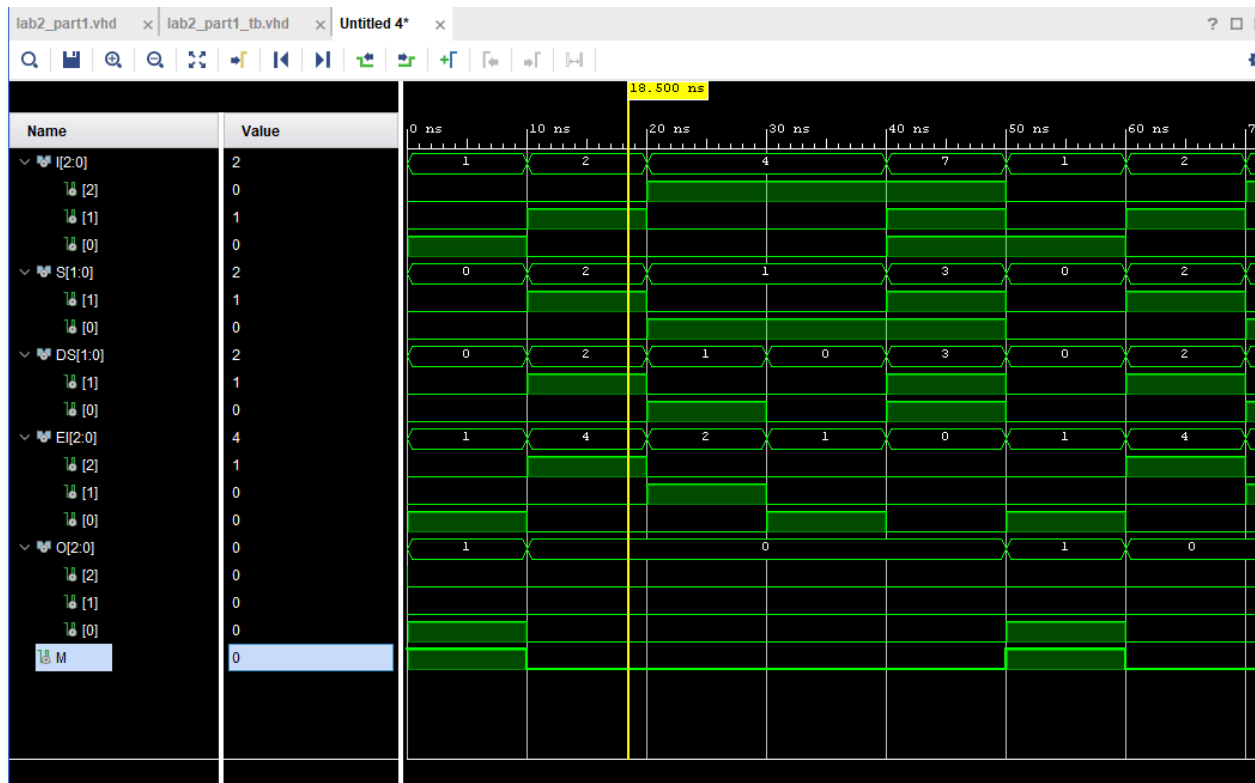 lab2_part1.vhd × lab2_part1_tb.vhd × Untitled 4* × ?
18.500 ns
Name Value 0 ns 10 ns 20 ns 30 ns 40 ns 50 ns 60 ns 7
I[2:0] 2 1 2 4 7 1 2
[2] 0
[1] 1
[0] 0
S[1:0] 2 0 2 1 3 0 2
[1] 1
[0] 0
DS[1:0] 2 0 2 1 0 3 0 2
[1] 1
[0] 0
EI[2:0] 4 1 4 2 1 0 1 4
[2] 1
[1] 0
[0] 0
O[2:0] 0 1 0 1 0
[2] 0
[1] 0
[0] 0
M 0